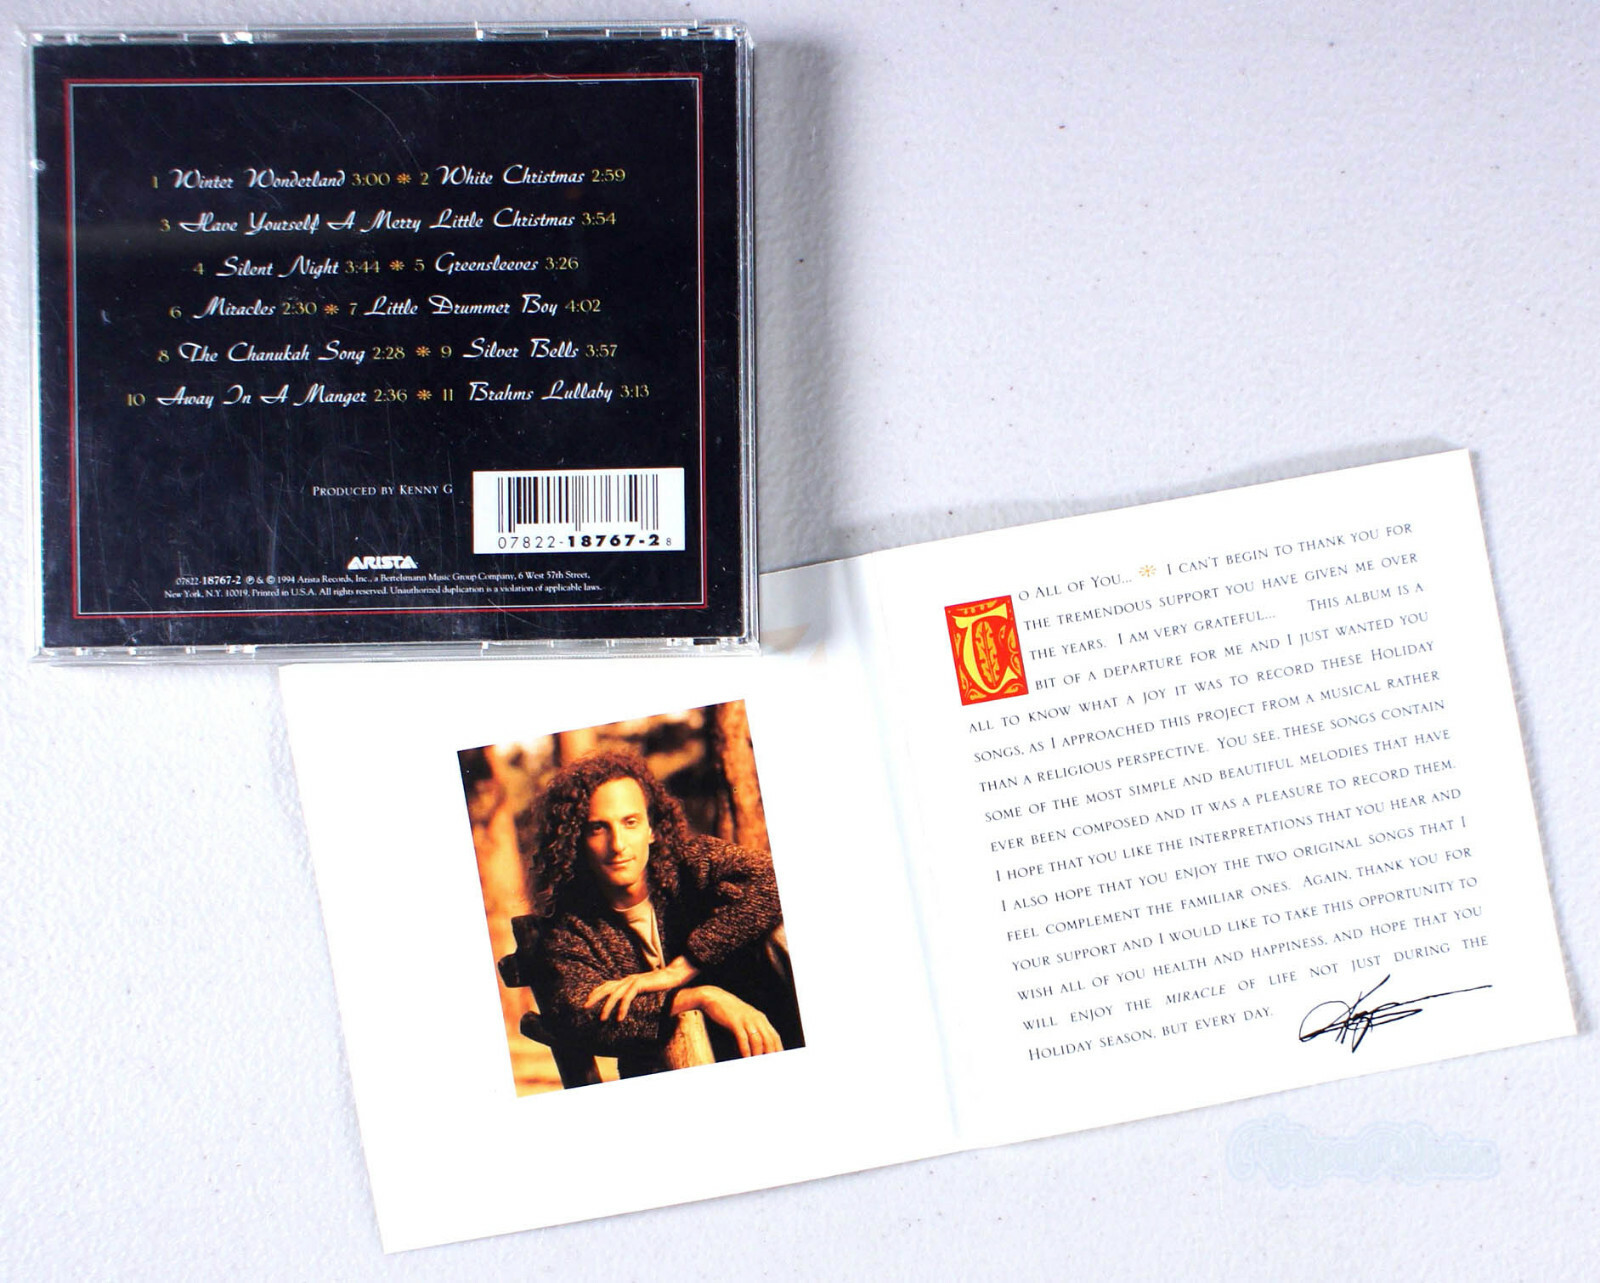 1 Winter Wonderland 3:00 ❋ 2 White Christmas 2:59
3 Have Yourself A Merry Little Christmas 3:54
4 Silent Night 3:44 ❋ 5 Greensleeves 3:26
6 Miracles 2:30 ❋ 7 Little Drummer Boy 4:02
8 The Chanukah Song 2:28 ❋ 9 Silver Bells 3:57
10 Away In A Manger 2:36 ❋ 11 Brahms Lullaby 3:13
PRODUCED BY KENNY G
07822-18767-2 8
ARISTA
07822-18767-2 ℗ & © 1994 Arista Records, Inc., a Bertelsmann Music Group Company, 6 West 57th Street,
New York, N.Y. 10019. Printed in U.S.A. All rights reserved. Unauthorized duplication is a violation of applicable laws.
TO ALL OF YOU... ❋ I CAN'T BEGIN TO THANK YOU FOR
THE TREMENDOUS SUPPORT YOU HAVE GIVEN ME OVER
THE YEARS. I AM VERY GRATEFUL... THIS ALBUM IS A
BIT OF A DEPARTURE FOR ME AND I JUST WANTED YOU
ALL TO KNOW WHAT A JOY IT WAS TO RECORD THESE HOLIDAY
SONGS, AS I APPROACHED THIS PROJECT FROM A MUSICAL RATHER
THAN A RELIGIOUS PERSPECTIVE. YOU SEE, THESE SONGS CONTAIN
SOME OF THE MOST SIMPLE AND BEAUTIFUL MELODIES THAT HAVE
EVER BEEN COMPOSED AND IT WAS A PLEASURE TO RECORD THEM.
I HOPE THAT YOU LIKE THE INTERPRETATIONS THAT YOU HEAR AND
I ALSO HOPE THAT YOU ENJOY THE TWO ORIGINAL SONGS THAT I
FEEL COMPLEMENT THE FAMILIAR ONES. AGAIN, THANK YOU FOR
YOUR SUPPORT AND I WOULD LIKE TO TAKE THIS OPPORTUNITY TO
WISH ALL OF YOU HEALTH AND HAPPINESS, AND HOPE THAT YOU
WILL ENJOY THE MIRACLE OF LIFE NOT JUST DURING THE
HOLIDAY SEASON, BUT EVERY DAY.